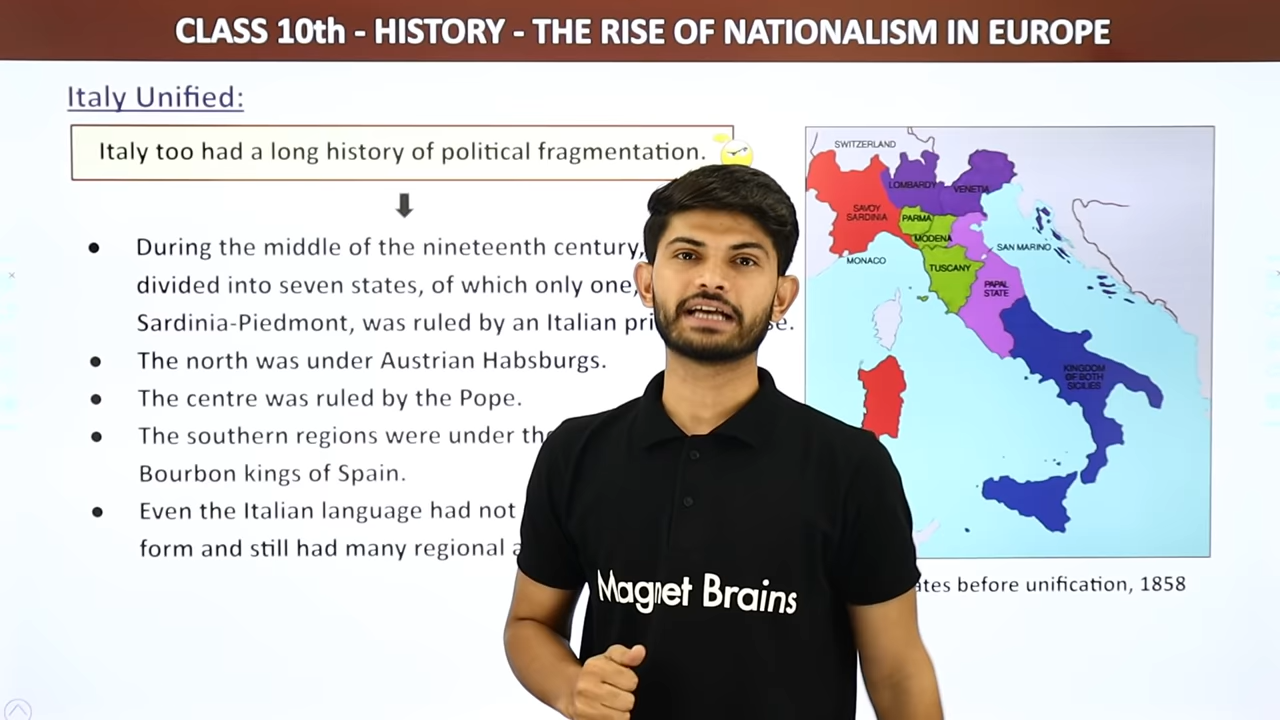 CLASS 10th - HISTORY - THE RISE OF NATIONALISM IN EUROPE
Italy Unified:
Italy too had a long history of political fragmentation.
● During the middle of the nineteenth century,
divided into seven states, of which only one,
Sardinia-Piedmont, was ruled by an Italian
● The north was under Austrian Habsburgs.
● The centre was ruled by the Pope.
● The southern regions were under the
Bourbon kings of Spain.
● Even the Italian language had not
form and still had many regional
SWITZERLAND
LOMBARDY
VENETIA
SAVOY
SARDINIA
PARMA
MODENA
SAN MARINO
MONACO
TUSCANY
PAPAL
STATE
KINGDOM
OF BOTH
SICILIES
before unification, 1858
Magnet Brains